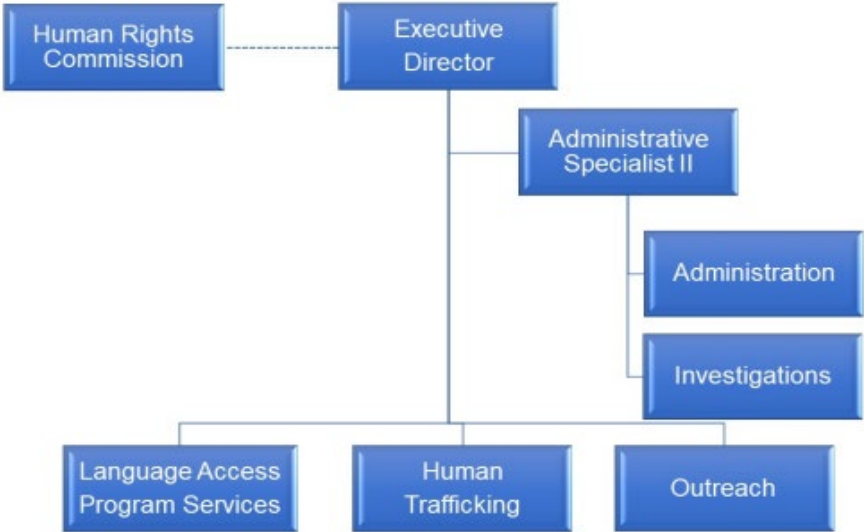 Human Rights
Commission
Executive
Director
Administrative
Specialist II
Administration
Investigations
Language Access
Program Services
Human
Trafficking
Outreach